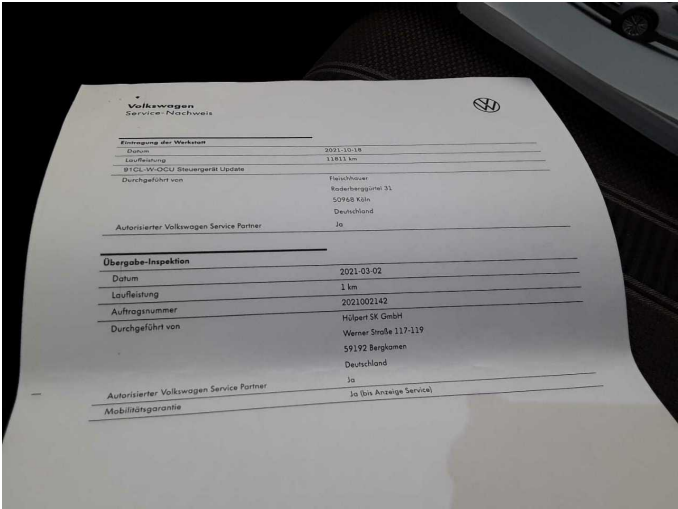 Volkswagen
Service-Nachweis
Eintragung der Werkstatt
Datum 2021-10-18
Laufleistung 11811 km
91CL-W-OCU Steuergerät Update
Durchgeführt von Fleischhauer
Raderberggürtel 31
50968 Köln
Deutschland
Autorisierter Volkswagen Service Partner Ja
Übergabe-Inspektion
Datum 2021-03-02
Laufleistung 1 km
Auftragsnummer 2021002142
Durchgeführt von Hülpert SK GmbH
Werner Straße 117-119
59192 Bergkamen
Deutschland
Autorisierter Volkswagen Service Partner Ja
Mobilitätsgarantie Ja (bis Anzeige Service)